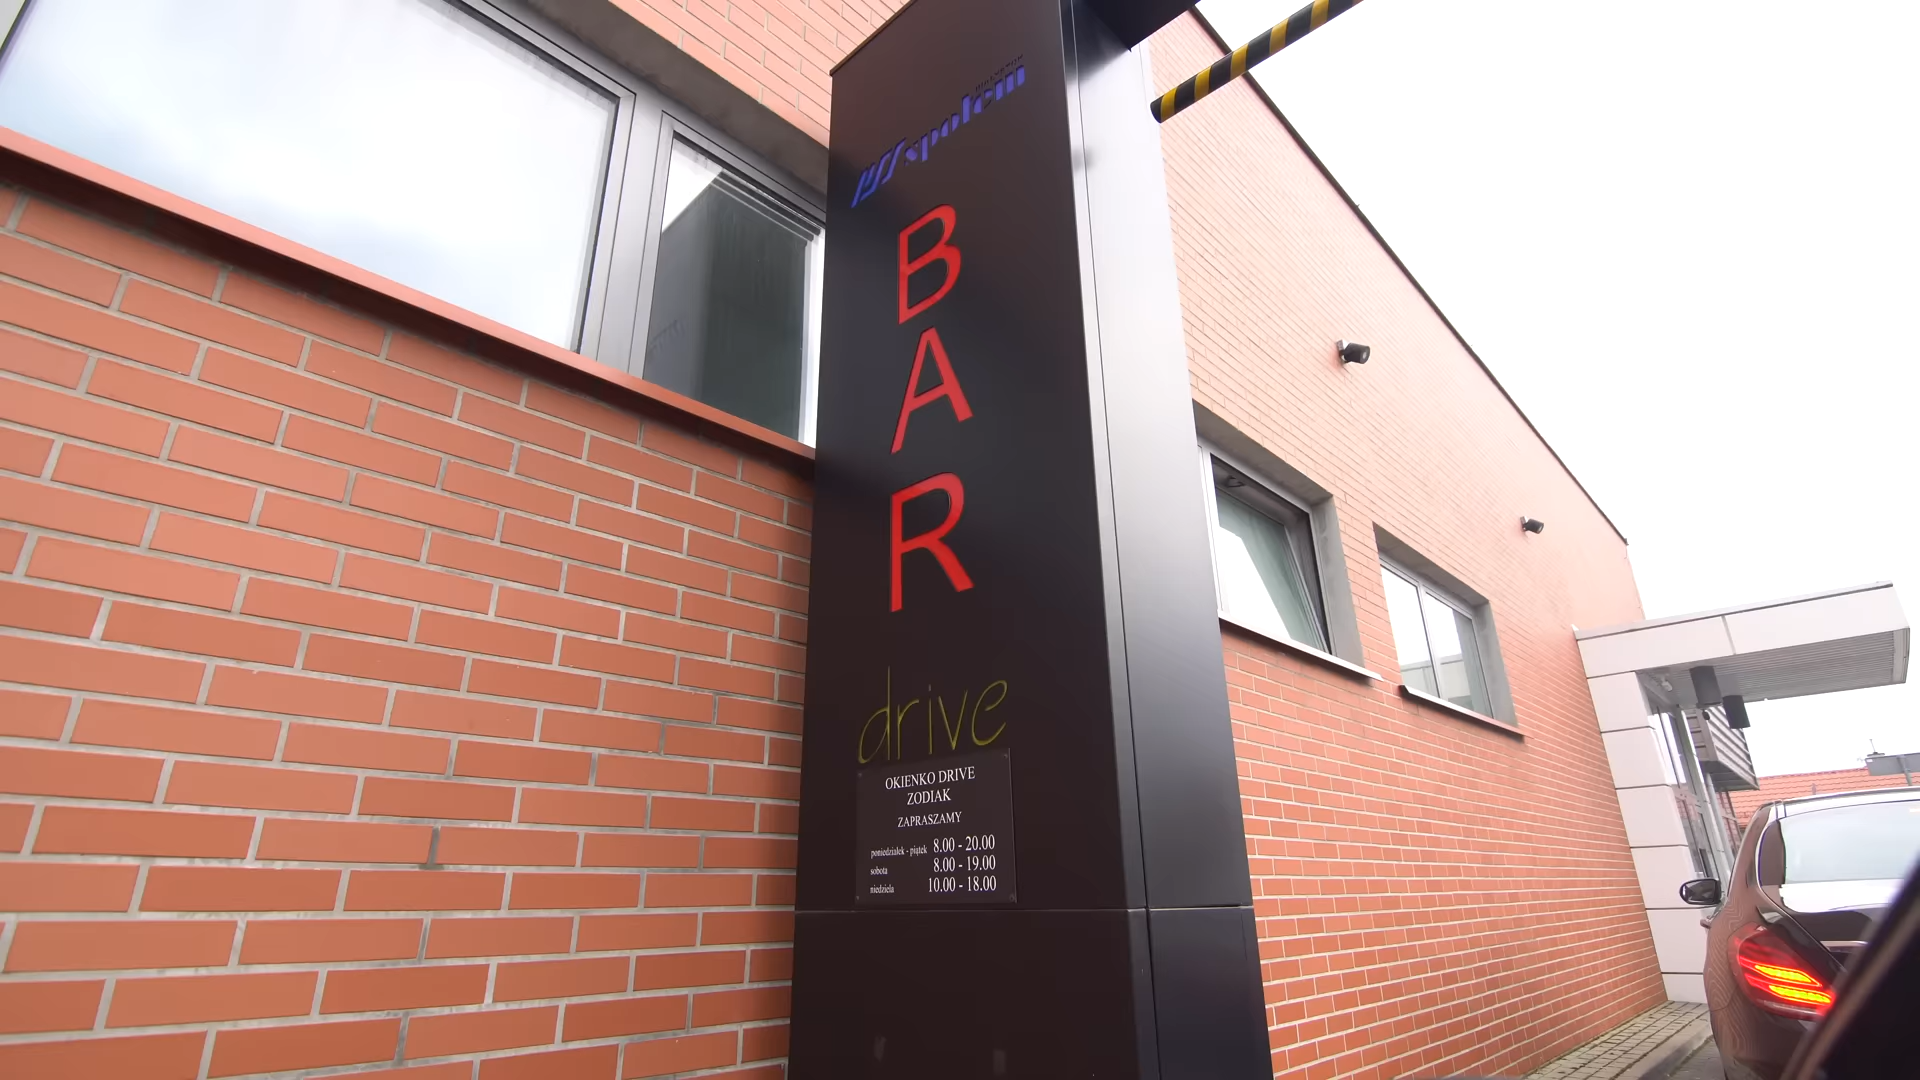 pss społem
B
A
R
drive
OKIENKO DRIVE
ZODIAK
ZAPRASZAMY
poniedziałek - piątek 8.00 - 20.00
sobota 8.00 - 19.00
niedziela 10.00 - 18.00